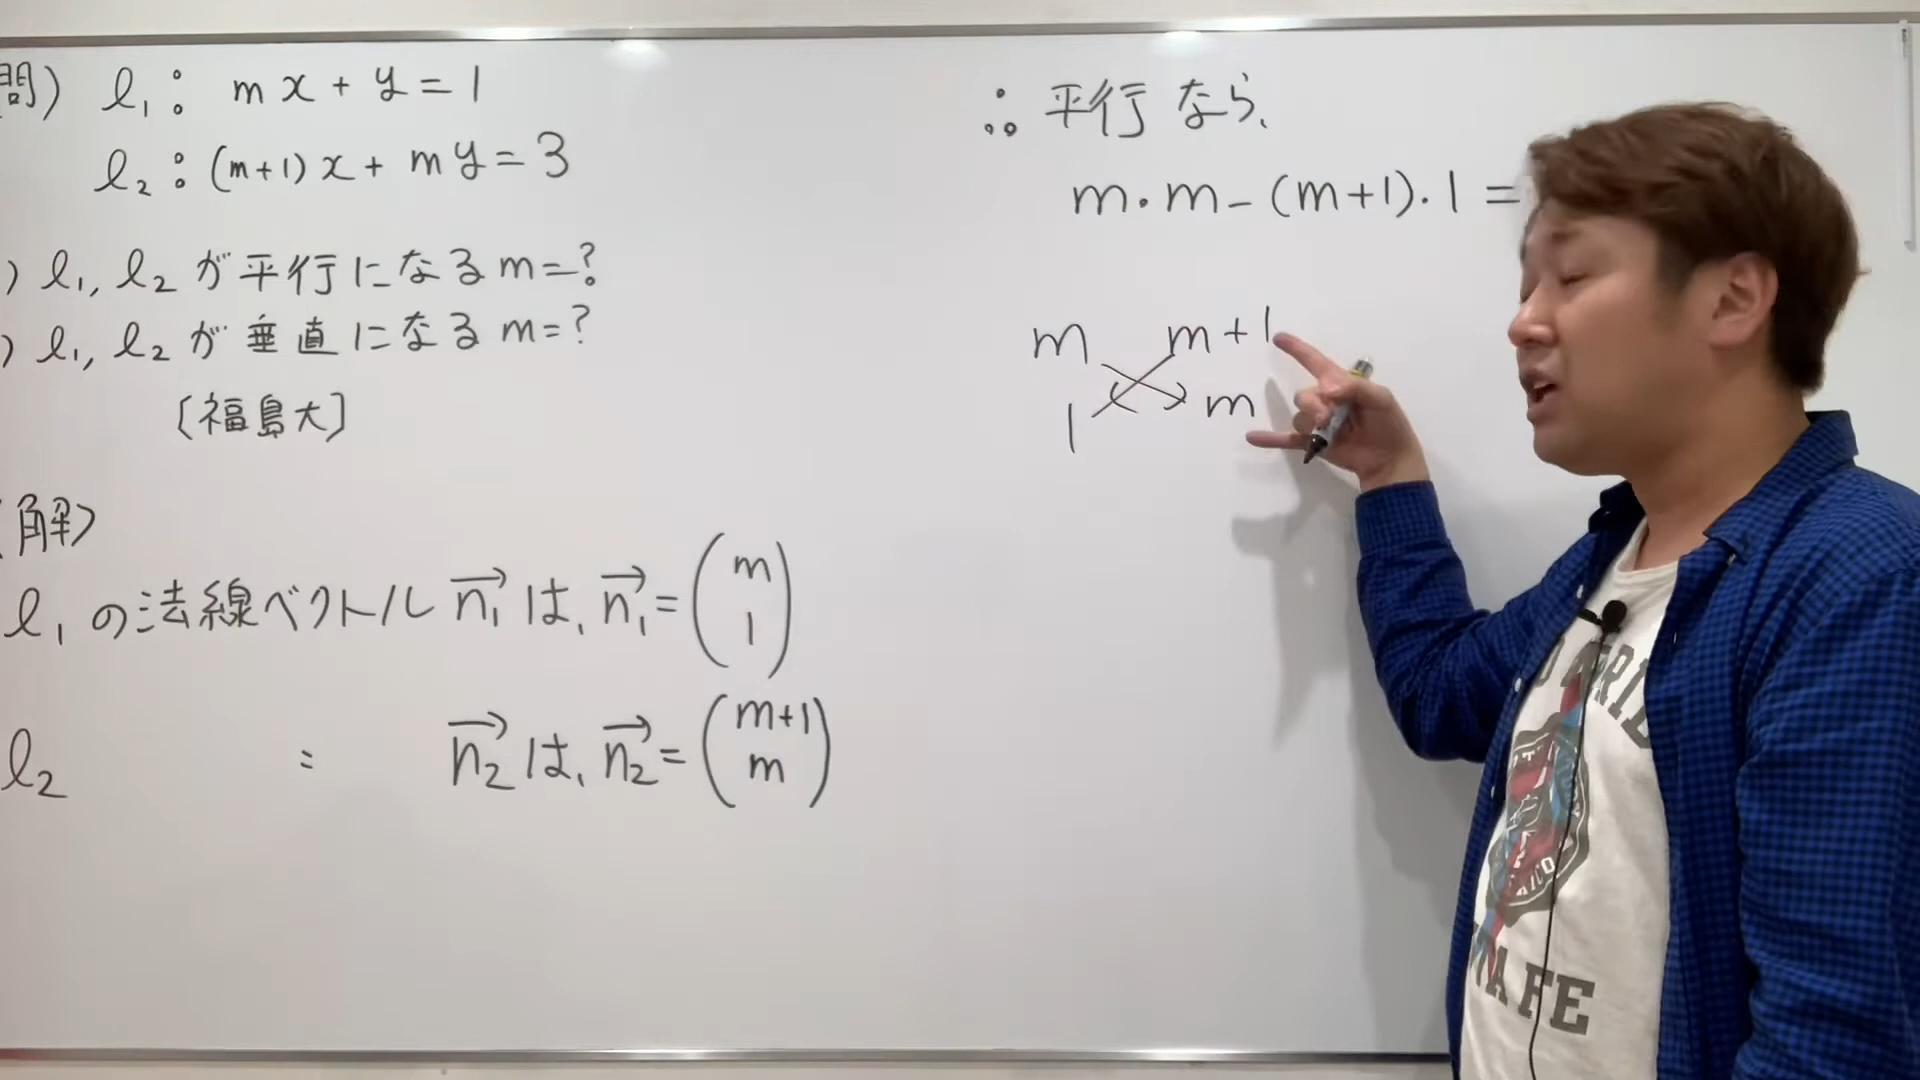 問) ℓ₁ : mx + y = 1
ℓ₂ : (m+1)x + my = 3
) ℓ₁, ℓ₂ が 平行になる m=?
) ℓ₁, ℓ₂ が 垂直になる m=?
〔福島大〕
〈解〉
ℓ₁ の法線ベクトル n₁→ は、n₁→ = (m 1)
ℓ₂ 〃 n₂→ は、n₂→ = (m+1 m)
∴ 平行 なら、
m・m − (m+1)・1 =
m m+1
1 m
SANTA FE